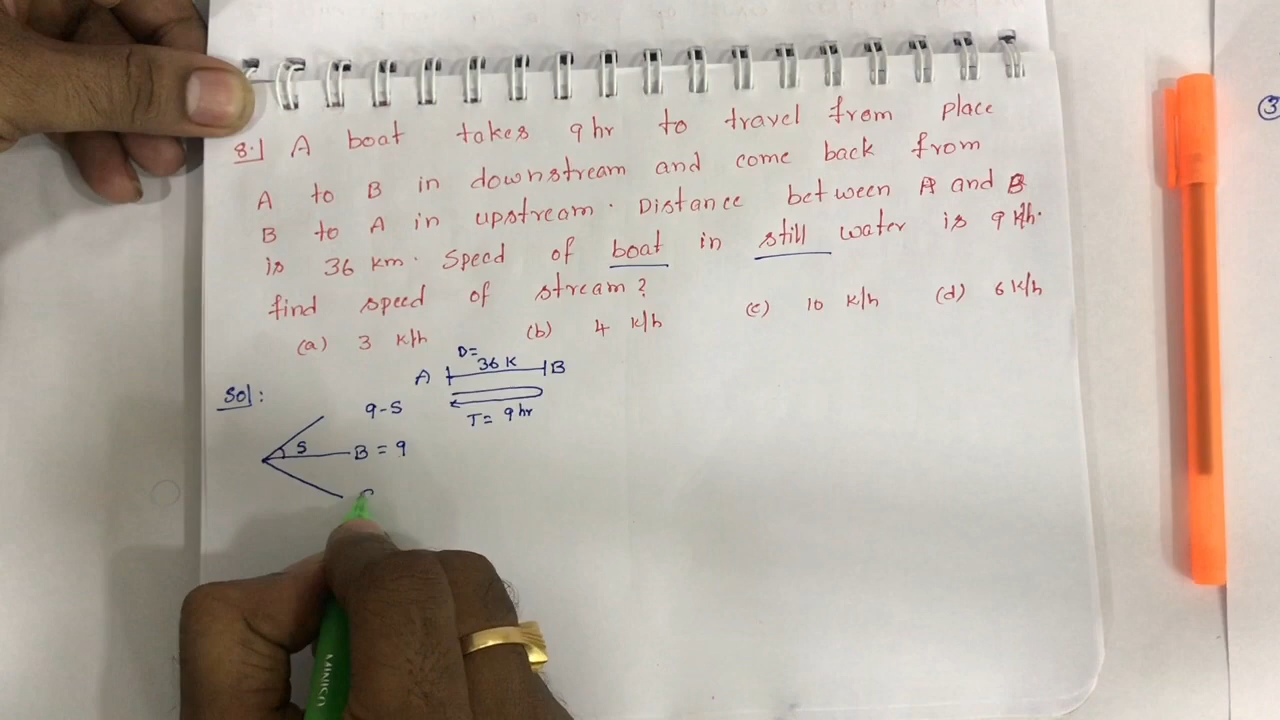 8.) A boat takes 9 hr to travel from place
A to B in downstream and come back from
B to A in upstream. Distance between A and B
is 36 km. Speed of boat in still water is 9 k/h.
find speed of stream?
(a) 3 k/h (b) 4 k/h (c) 10 k/h (d) 6 k/h
Sol:
D=
A 36 K B
T = 9 hr
9-S
S B = 9
MINISO
3